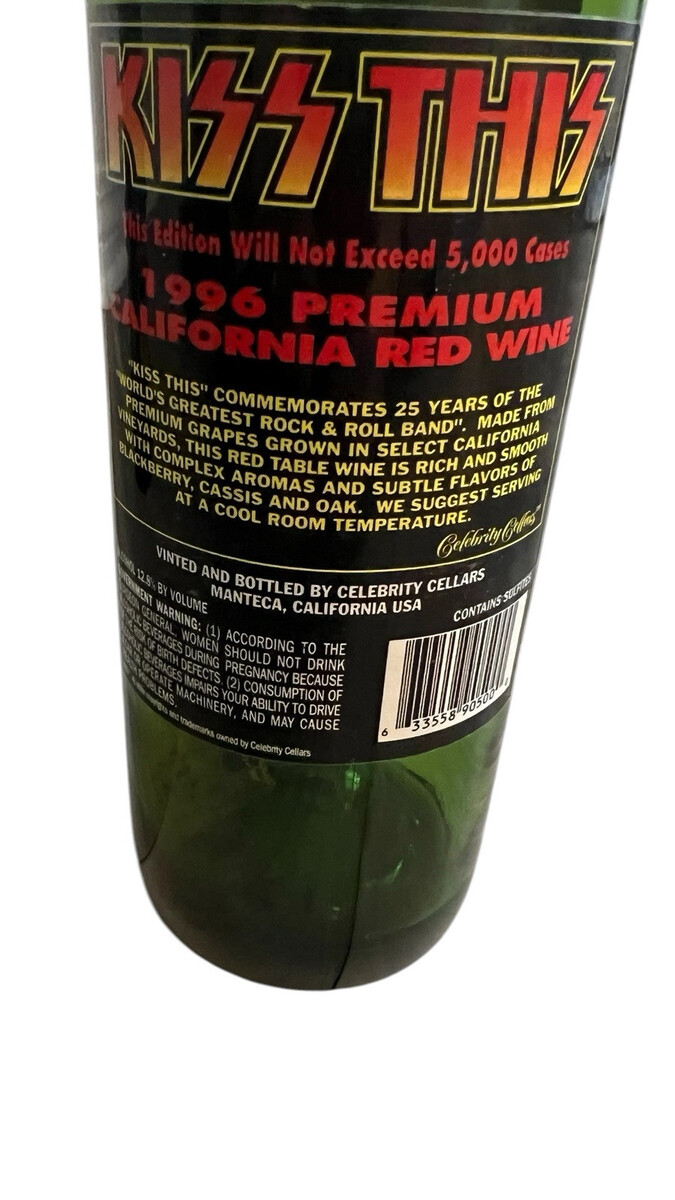 KISS THIS
This Edition Will Not Exceed 5,000 Cases
1996 PREMIUM
CALIFORNIA RED WINE
"KISS THIS" COMMEMORATES 25 YEARS OF THE
"WORLD'S GREATEST ROCK & ROLL BAND". MADE FROM
PREMIUM GRAPES GROWN IN SELECT CALIFORNIA
VINEYARDS, THIS RED TABLE WINE IS RICH AND SMOOTH
WITH COMPLEX AROMAS AND SUBTLE FLAVORS OF
BLACKBERRY, CASSIS AND OAK. WE SUGGEST SERVING
AT A COOL ROOM TEMPERATURE.
Celebrity Cellars™
VINTED AND BOTTLED BY CELEBRITY CELLARS
MANTECA, CALIFORNIA USA
12.8% BY VOLUME
CONTAINS SULFITES
WARNING: (1) ACCORDING TO THE
GENERAL, WOMEN SHOULD NOT DRINK
BEVERAGES DURING PREGNANCY BECAUSE
OF BIRTH DEFECTS. (2) CONSUMPTION OF
BEVERAGES IMPAIRS YOUR ABILITY TO DRIVE
OPERATE MACHINERY, AND MAY CAUSE
PROBLEMS.
6 33558 90500
and trademarks owned by Celebrity Cellars